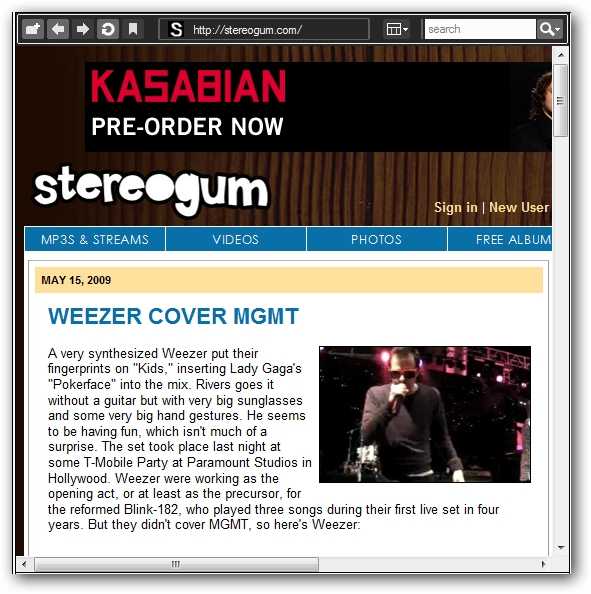 S http://stereogum.com/ search
KASABIAN
PRE-ORDER NOW
stereogum
Sign in | New User
MP3S & STREAMS VIDEOS PHOTOS FREE ALBUM
MAY 15, 2009
WEEZER COVER MGMT
A very synthesized Weezer put their
fingerprints on "Kids," inserting Lady Gaga's
"Pokerface" into the mix. Rivers goes it
without a guitar but with very big sunglasses
and some very big hand gestures. He seems
to be having fun, which isn't much of a
surprise. The set took place last night at
some T-Mobile Party at Paramount Studios in
Hollywood. Weezer were working as the
opening act, or at least as the precursor, for
the reformed Blink-182, who played three songs during their first live set in four
years. But they didn't cover MGMT, so here's Weezer: